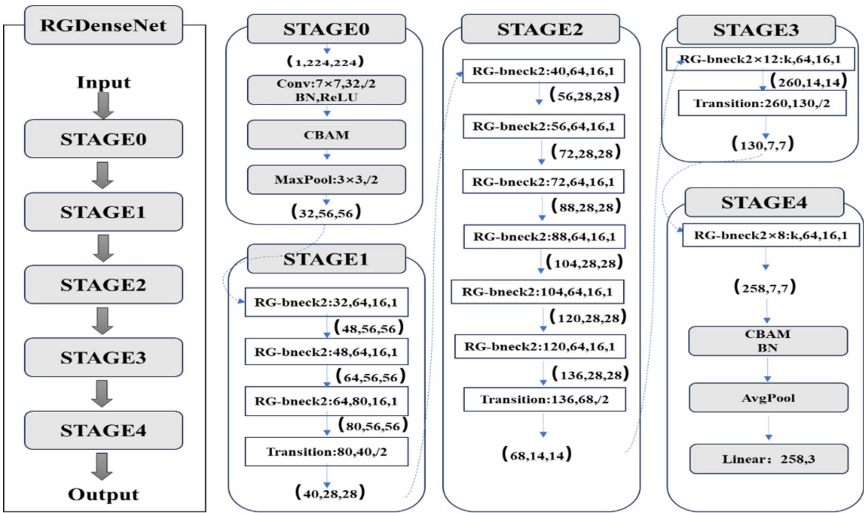 RGDenseNet
Input
STAGE0
STAGE1
STAGE2
STAGE3
STAGE4
Output
STAGE0
(1,224,224)
Conv:7×7,32,/2
BN,ReLU
CBAM
MaxPool:3×3,/2
(32,56,56)
STAGE1
RG-bneck2:32,64,16,1
(48,56,56)
RG-bneck2:48,64,16,1
(64,56,56)
RG-bneck2:64,80,16,1
(80,56,56)
Transition:80,40,/2
(40,28,28)
STAGE2
RG-bneck2:40,64,16,1
(56,28,28)
RG-bneck2:56,64,16,1
(72,28,28)
RG-bneck2:72,64,16,1
(88,28,28)
RG-bneck2:88,64,16,1
(104,28,28)
RG-bneck2:104,64,16,1
(120,28,28)
RG-bneck2:120,64,16,1
(136,28,28)
Transition:136,68,/2
(68,14,14)
STAGE3
RG-bneck2×12:k,64,16,1
(260,14,14)
Transition:260,130,/2
(130,7,7)
STAGE4
RG-bneck2×8:k,64,16,1
(258,7,7)
CBAM
BN
AvgPool
Linear: 258,3